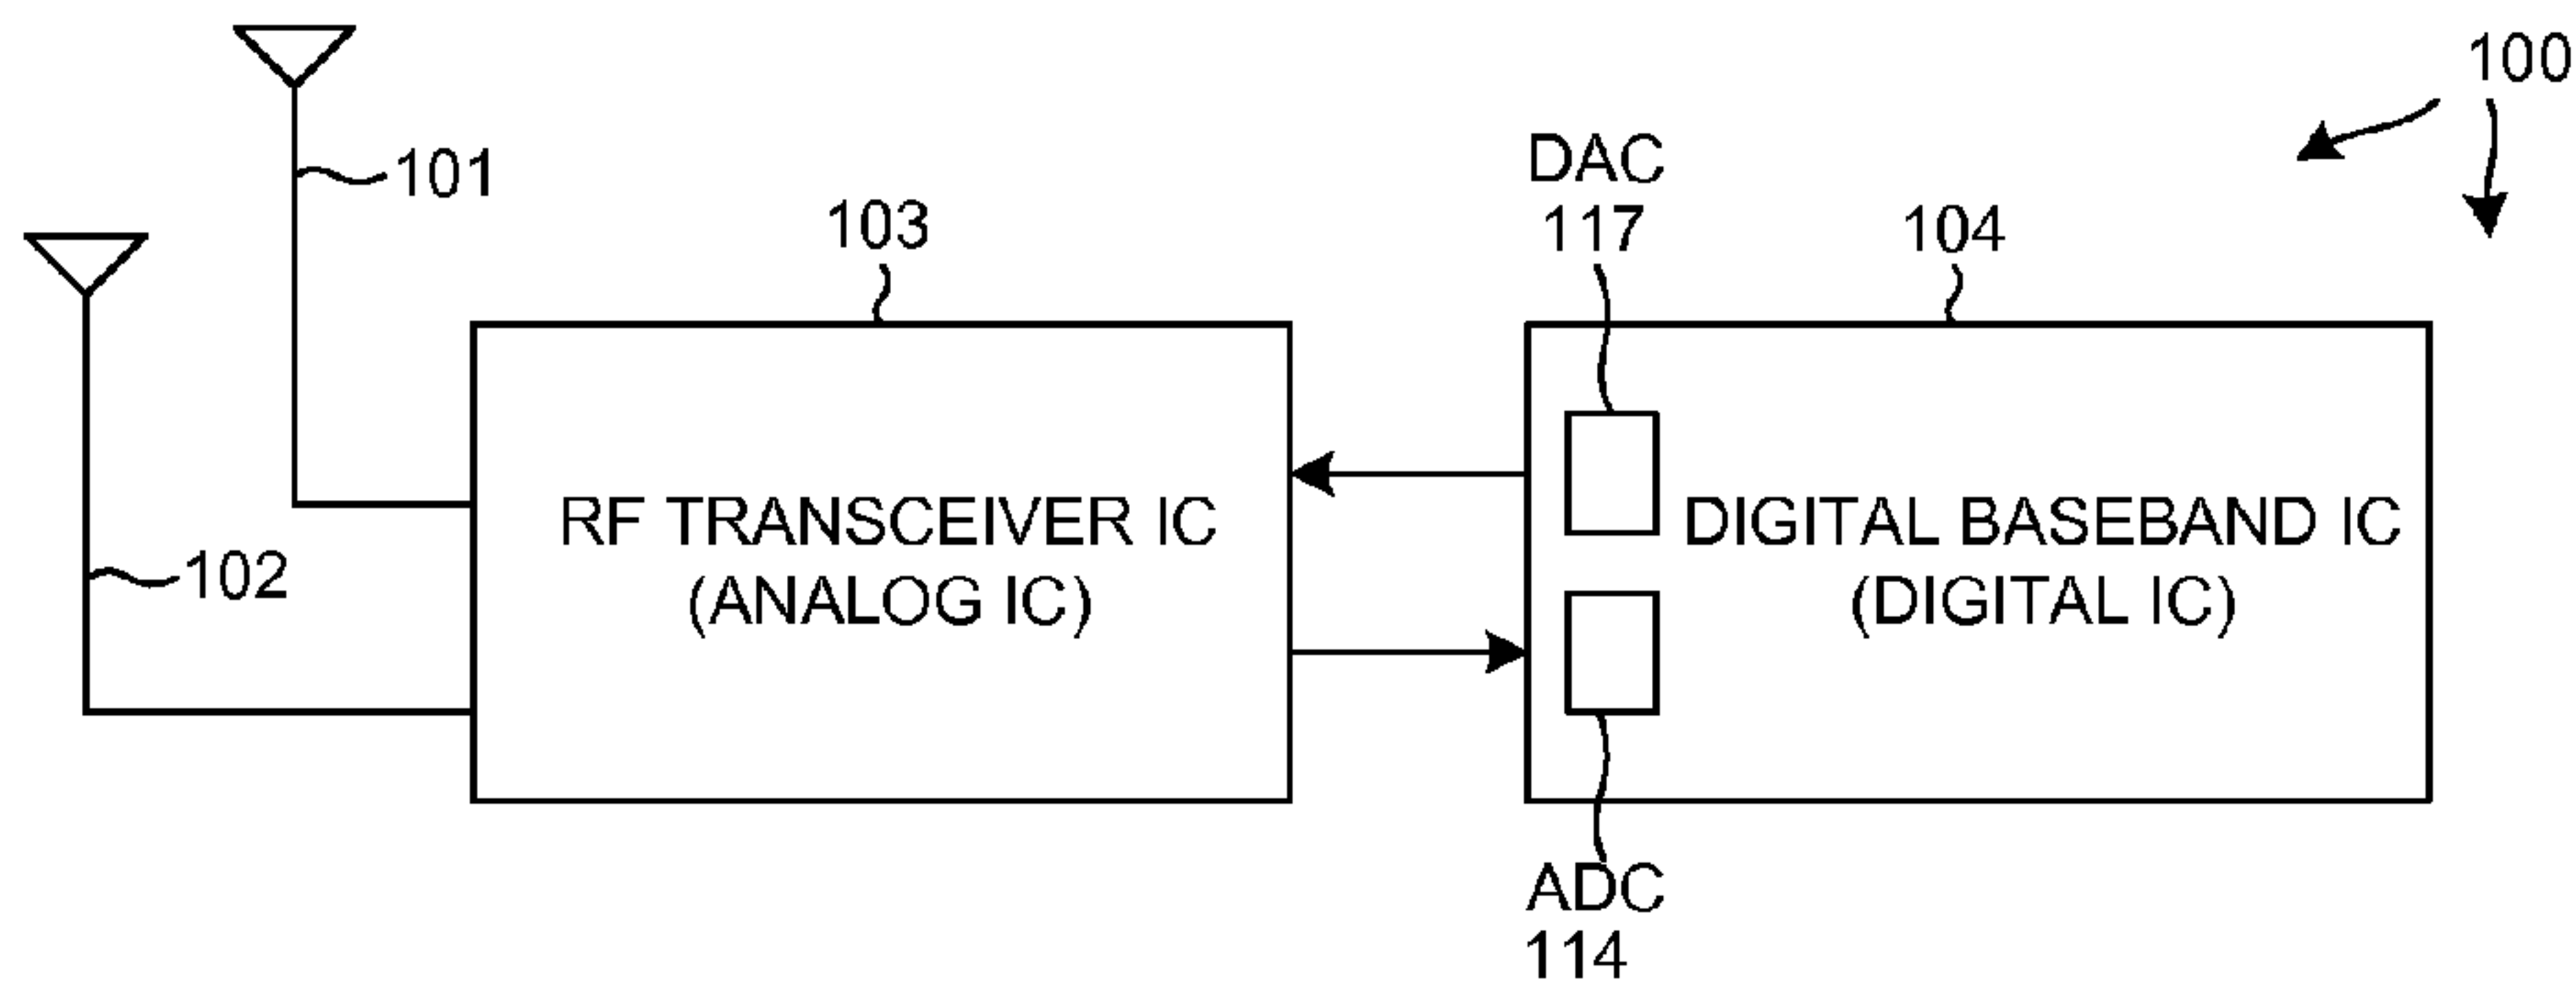 100
101
DAC
117
103
104
102
RF TRANSCEIVER IC
(ANALOG IC)
DIGITAL BASEBAND IC
(DIGITAL IC)
ADC
114